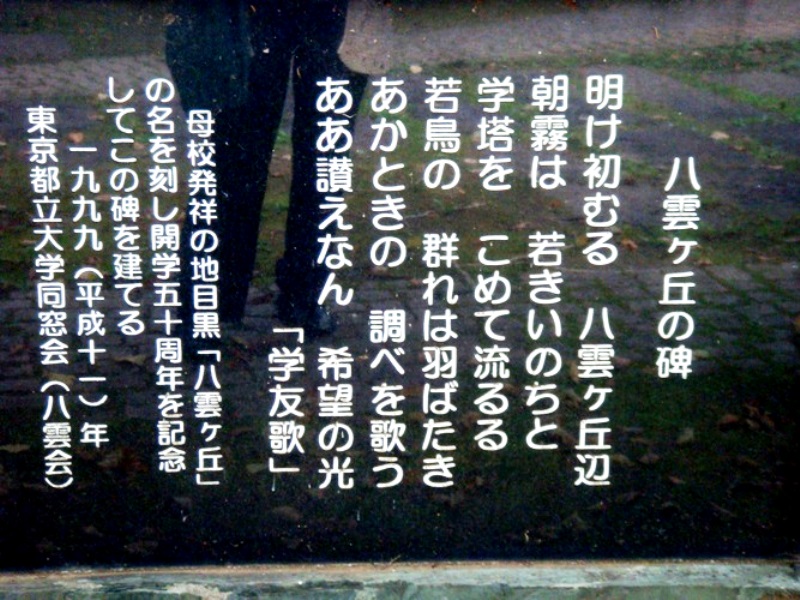 八雲ヶ丘の碑
明け初むる　八雲ヶ丘辺
朝霧は　若きいのちと
学塔を　こめて流るる
若鳥の　群れは羽ばたき
あかときの　調べを歌う
ああ讃えなん　希望の光
「学友歌」
母校発祥の地目黒「八雲ヶ丘」
の名を刻し開学五十周年を記念
してこの碑を建てる
一九九九（平成十一）年
東京都立大学同窓会（八雲会）